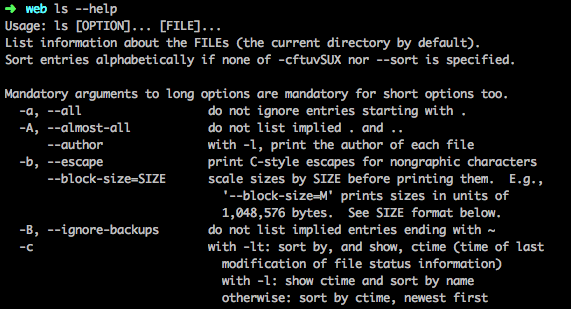 ➜ web ls --help
Usage: ls [OPTION]... [FILE]...
List information about the FILEs (the current directory by default).
Sort entries alphabetically if none of -cftuvSUX nor --sort is specified.

Mandatory arguments to long options are mandatory for short options too.
  -a, --all                  do not ignore entries starting with .
  -A, --almost-all           do not list implied . and ..
      --author               with -l, print the author of each file
  -b, --escape               print C-style escapes for nongraphic characters
      --block-size=SIZE      scale sizes by SIZE before printing them.  E.g.,
                               '--block-size=M' prints sizes in units of
                               1,048,576 bytes.  See SIZE format below.
  -B, --ignore-backups       do not list implied entries ending with ~
  -c                         with -lt: sort by, and show, ctime (time of last
                               modification of file status information)
                               with -l: show ctime and sort by name
                               otherwise: sort by ctime, newest first